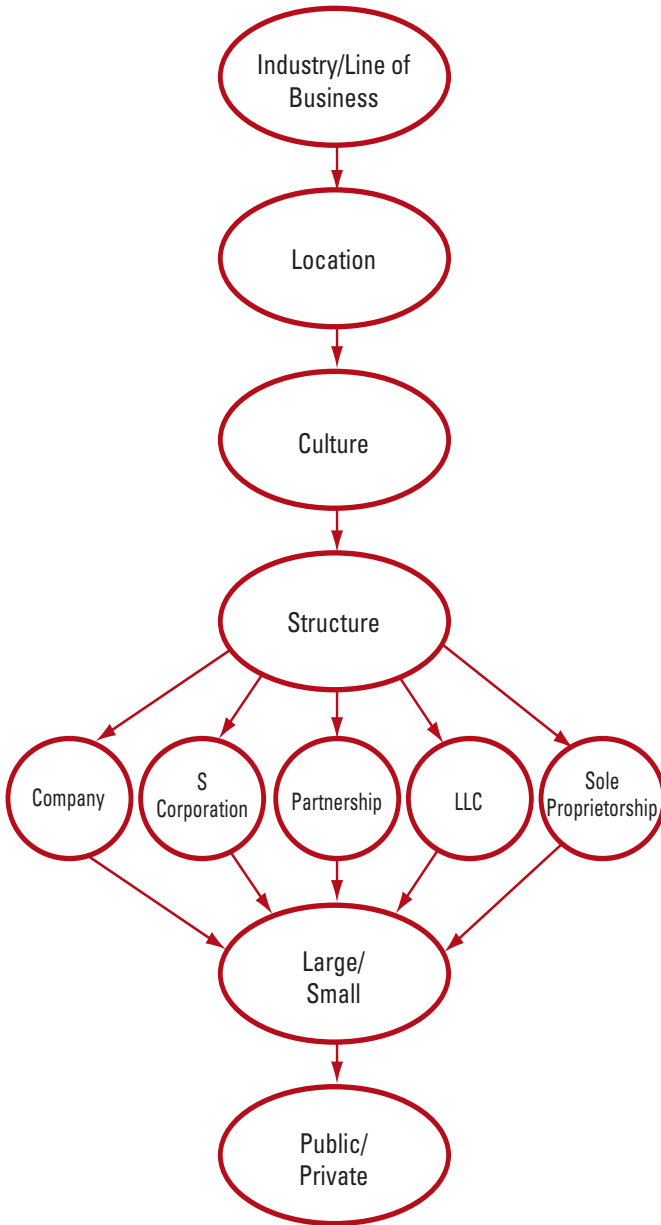 Industry/Line of
Business
Location
Culture
Structure
Company
S
Corporation
Partnership
LLC
Sole
Proprietorship
Large/
Small
Public/
Private